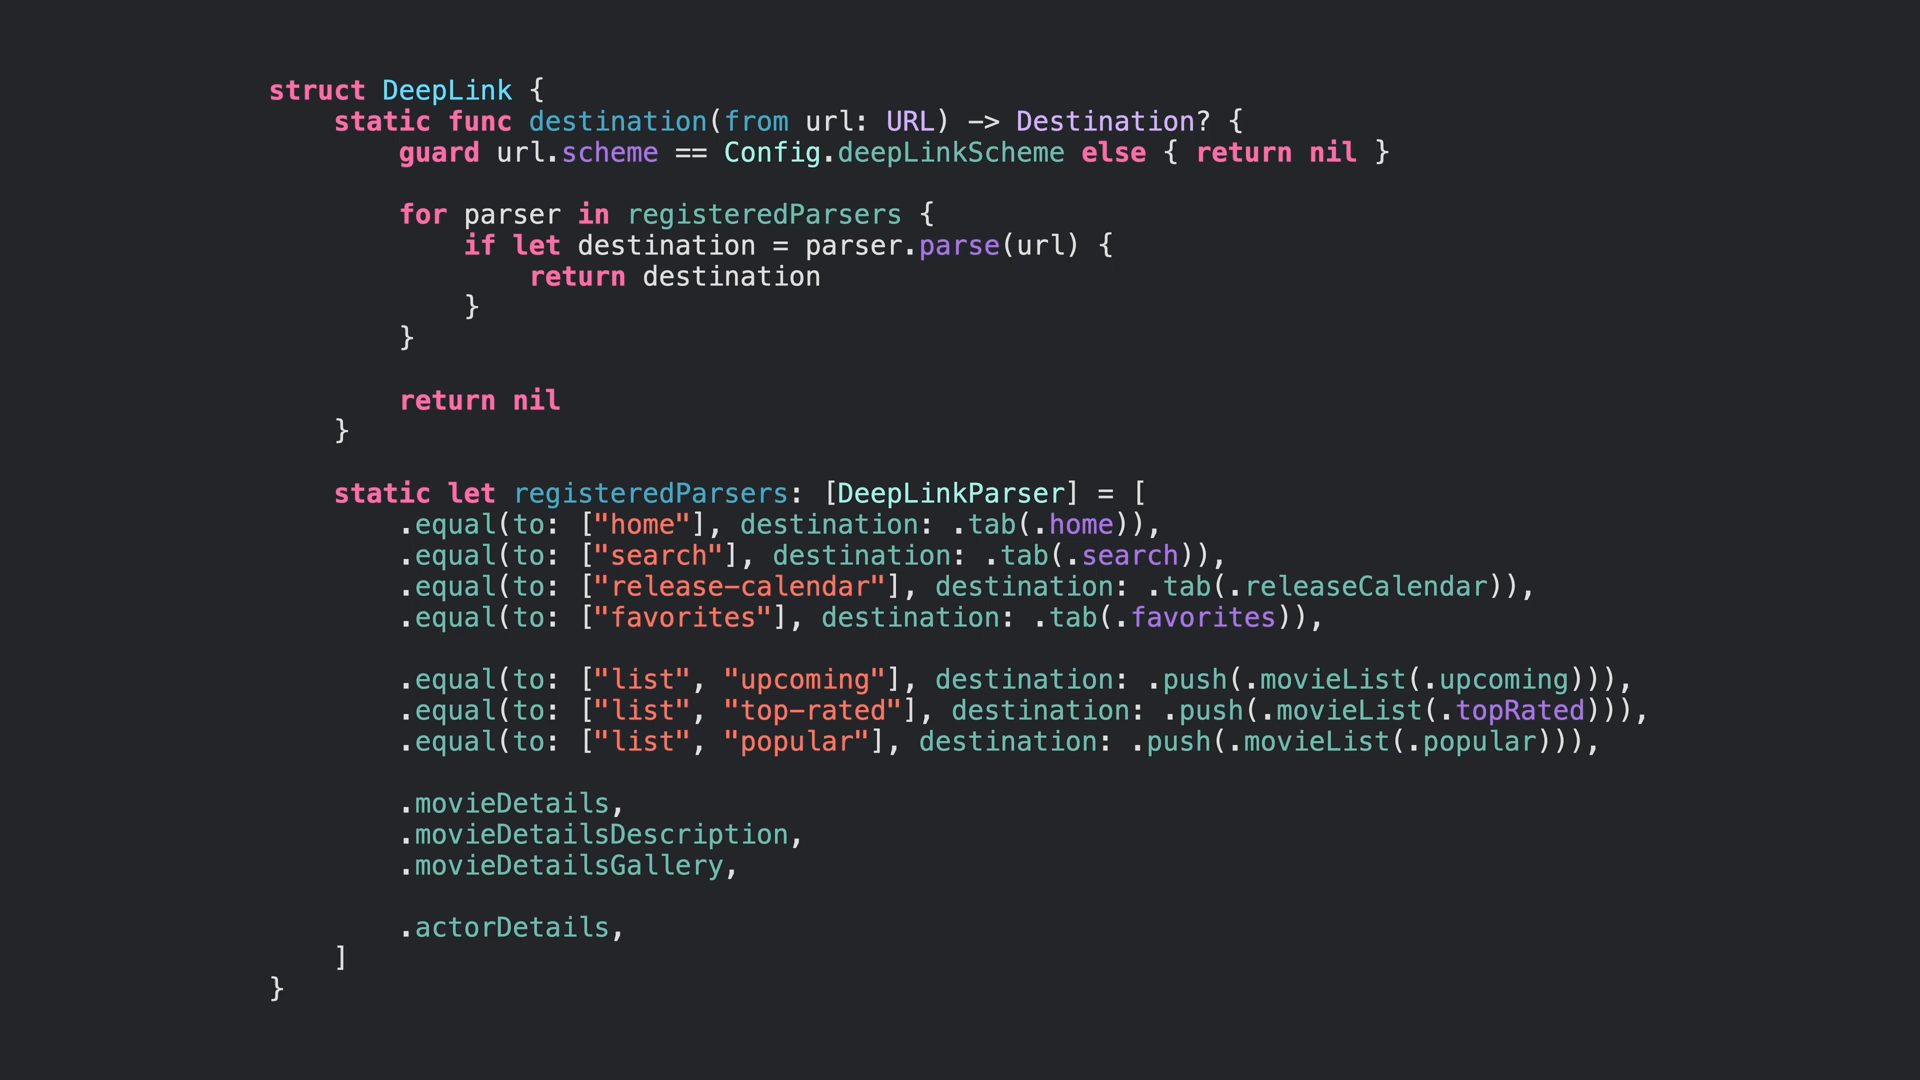 struct DeepLink {
    static func destination(from url: URL) -> Destination? {
        guard url.scheme == Config.deepLinkScheme else { return nil }

        for parser in registeredParsers {
            if let destination = parser.parse(url) {
                return destination
            }
        }

        return nil
    }

    static let registeredParsers: [DeepLinkParser] = [
        .equal(to: ["home"], destination: .tab(.home)),
        .equal(to: ["search"], destination: .tab(.search)),
        .equal(to: ["release-calendar"], destination: .tab(.releaseCalendar)),
        .equal(to: ["favorites"], destination: .tab(.favorites)),

        .equal(to: ["list", "upcoming"], destination: .push(.movieList(.upcoming))),
        .equal(to: ["list", "top-rated"], destination: .push(.movieList(.topRated))),
        .equal(to: ["list", "popular"], destination: .push(.movieList(.popular))),

        .movieDetails,
        .movieDetailsDescription,
        .movieDetailsGallery,

        .actorDetails,
    ]
}